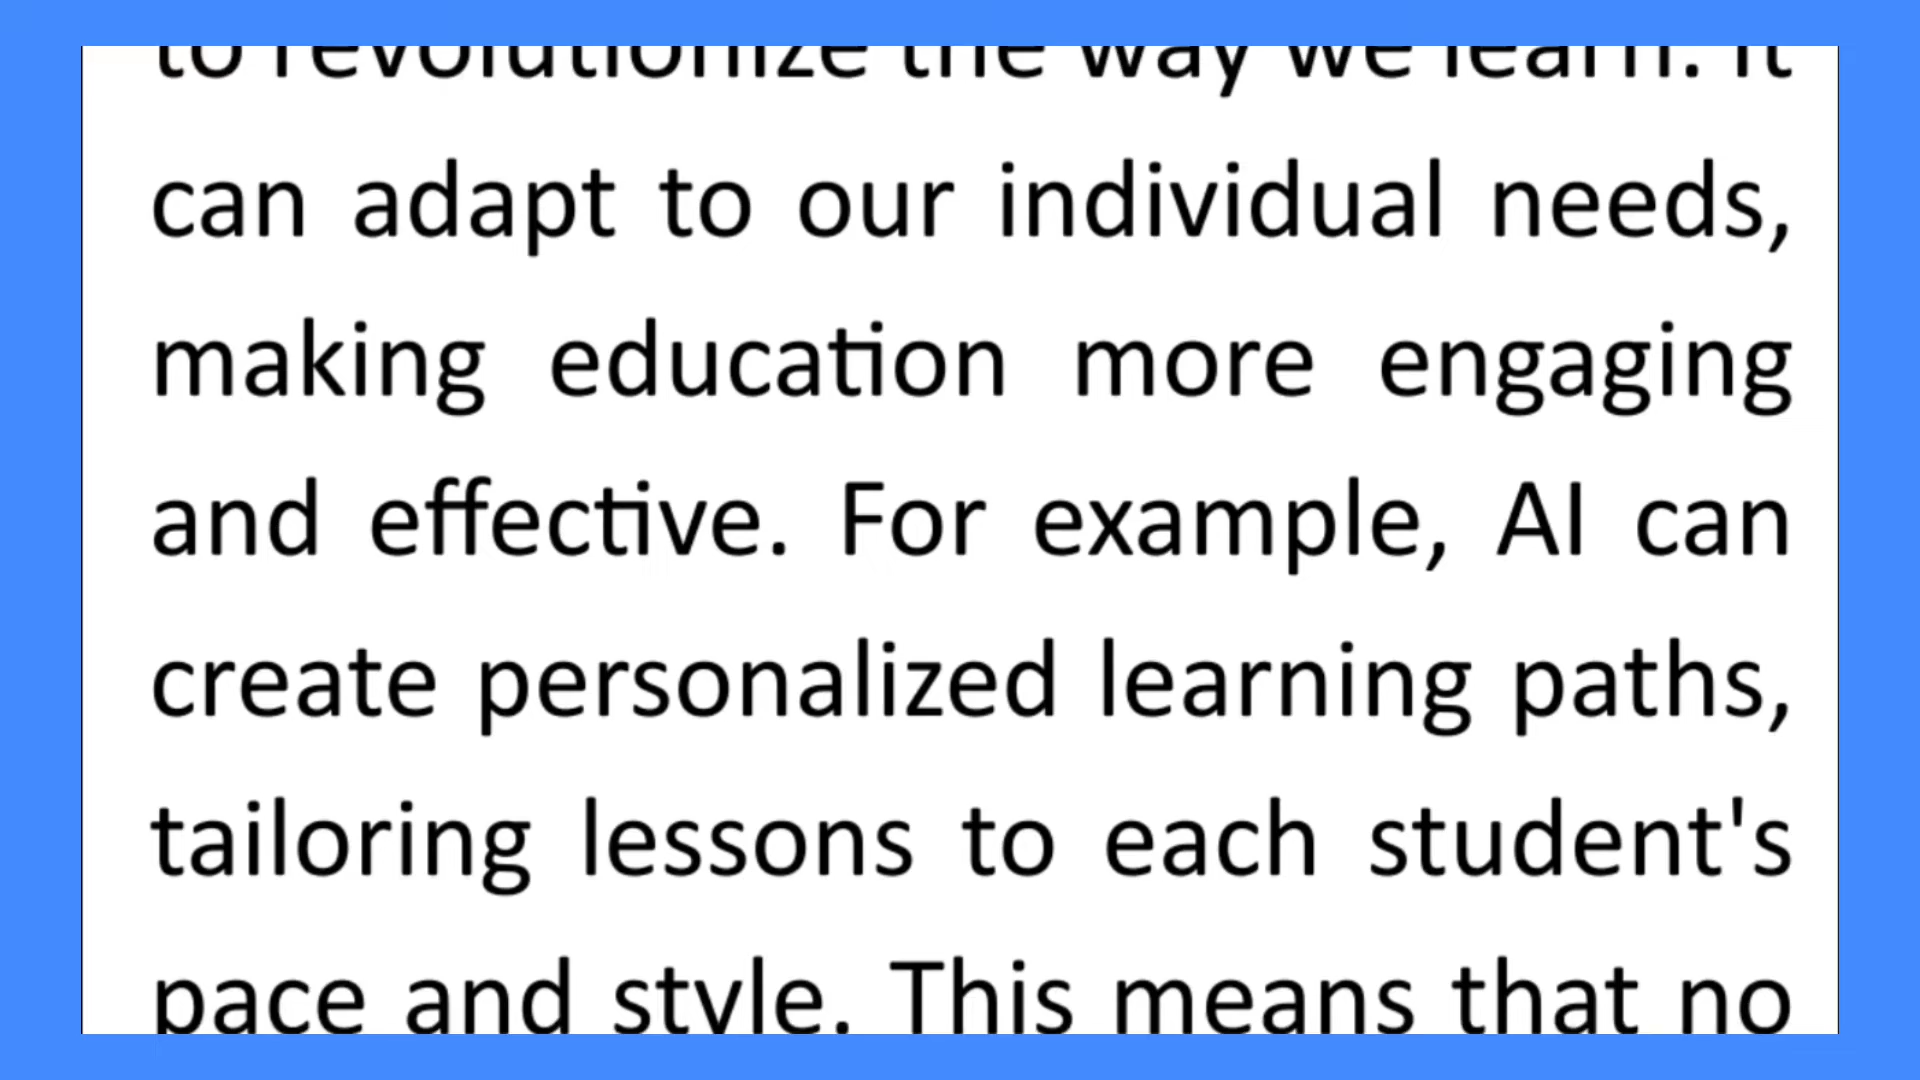 to revolutionize the way we learn. It
can adapt to our individual needs,
making education more engaging
and effective. For example, AI can
create personalized learning paths,
tailoring lessons to each student's
pace and style. This means that no